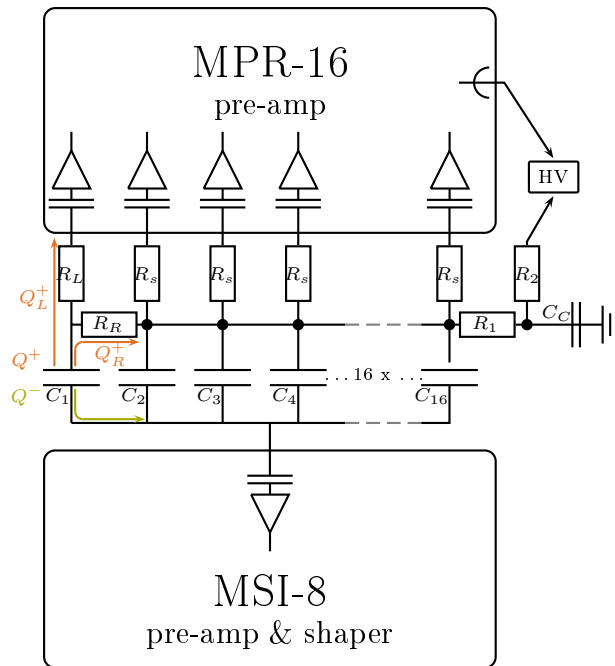 MPR-16
pre-amp
HV
R_L R_s R_s R_s R_s R_2
Q_L^+
R_R R_1 C_C
Q^+ Q_R^+
... 16 x ...
Q^- C_1 C_2 C_3 C_4 C_16
MSI-8
pre-amp & shaper